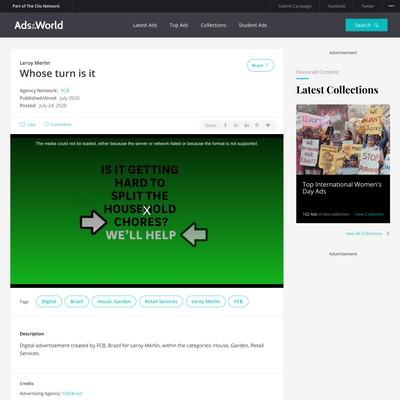 Part of The Clio Network
Submit Campaign
Facebook
Twitter
Ads of the World
Latest Ads
Top Ads
Collections
Student Ads
Search
Leroy Merlin
Brazil
Whose turn is it
Agency Network: FCB
Published/Aired: July 2020
Posted: July 24, 2020
Like
Comments
Share:
The media could not be loaded, either because the server or network failed or because the format is not supported.
IS IT GETTING
HARD TO
SPLIT THE
HOUSEHOLD
CHORES?
WE'LL HELP
X
Tags
Digital
Brazil
House, Garden
Retail Services
Leroy Merlin
FCB
Description
Digital advertisement created by FCB, Brazil for Leroy Merlin, within the categories: House, Garden, Retail
Services.
Credits
Advertising Agency: FCB Brasil
Advertisement
Featured Content
Latest Collections
Top International Women's
Day Ads
102 Ads in this collection.
View Collection
View All Collections
Advertisement